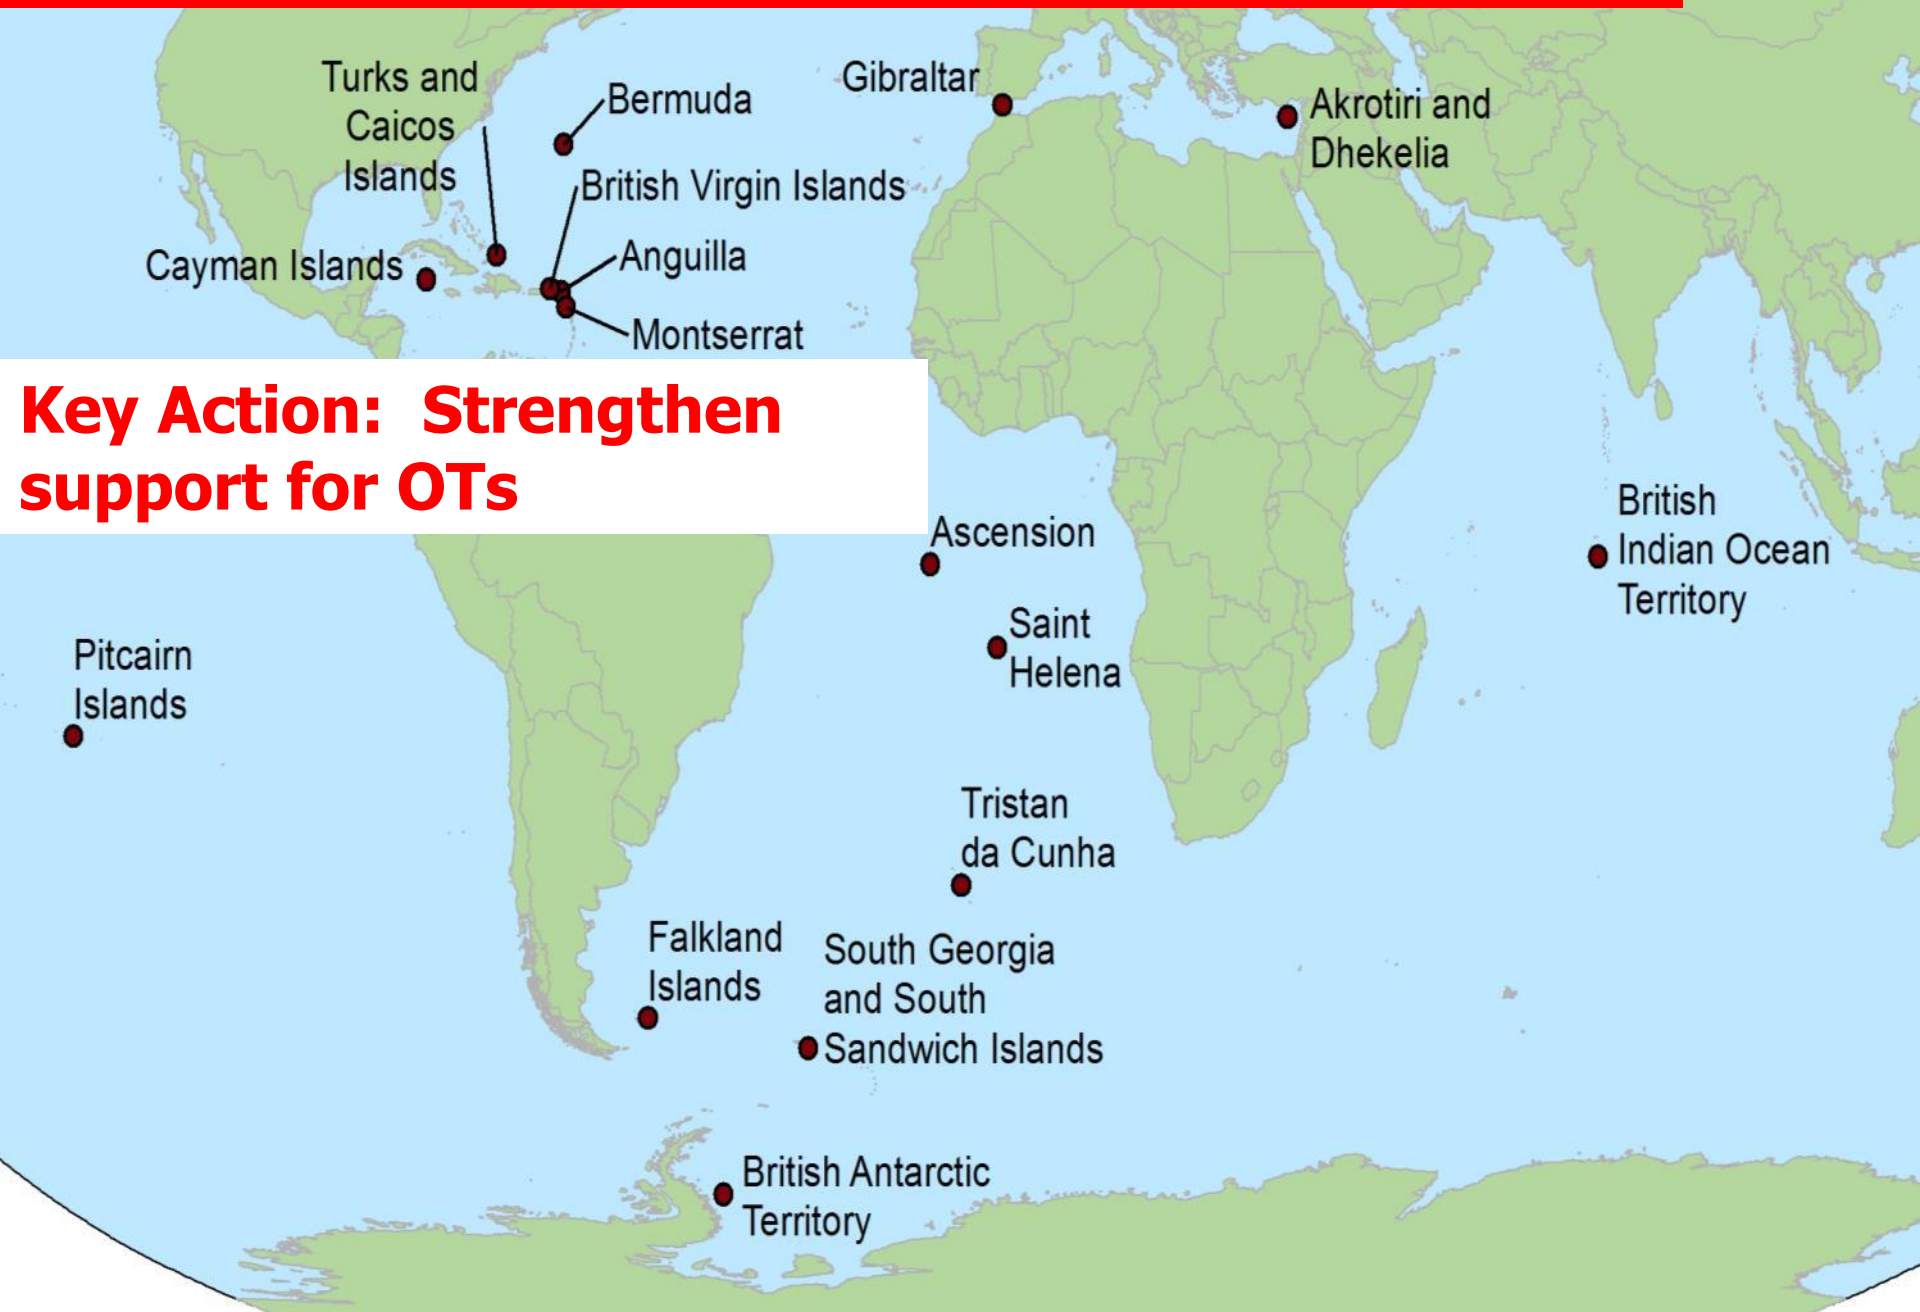 Turks and
Caicos
Islands
Bermuda
Gibraltar
Akrotiri and
Dhekelia
British Virgin Islands
Cayman Islands
Anguilla
Montserrat
Key Action:  Strengthen
support for OTs
Ascension
British
Indian Ocean
Territory
Saint
Helena
Pitcairn
Islands
Tristan
da Cunha
Falkland
Islands
South Georgia
and South
Sandwich Islands
British Antarctic
Territory